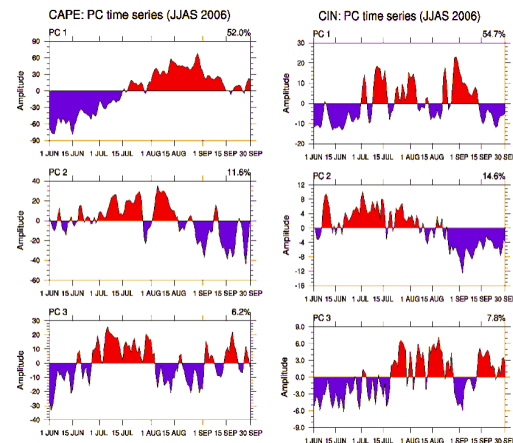 CAPE: PC time series (JJAS 2006)
PC 1 52.0%
Amplitude
90
60
30
0
-30
-60
-90
1 JUN 15 JUN 1 JUL 15 JUL 1 AUG 15 AUG 1 SEP 15 SEP 30 SEP
PC 2 11.6%
Amplitude
40
20
0
-20
-40
-60
1 JUN 15 JUN 1 JUL 15 JUL 1 AUG 15 AUG 1 SEP 15 SEP 30 SEP
PC 3 6.2%
Amplitude
30
20
10
0
-10
-20
-30
-40
1 JUN 15 JUN 1 JUL 15 JUL 1 AUG 15 AUG 1 SEP 15 SEP 30 SEP
CIN: PC time series (JJAS 2006)
PC 1 54.7%
Amplitude
30
20
10
0
-10
-20
1 JUN 15 JUN 1 JUL 15 JUL 1 AUG 15 AUG 1 SEP 15 SEP 30 SEP
PC 2 14.6%
Amplitude
12
8
4
0
-4
-8
-12
-16
1 JUN 15 JUN 1 JUL 15 JUL 1 AUG 15 AUG 1 SEP 15 SEP 30 SEP
PC 3 7.8%
Amplitude
9.0
6.0
3.0
0.0
-3.0
-6.0
-9.0
1 JUN 15 JUN 1 JUL 15 JUL 1 AUG 15 AUG 1 SEP 15 SEP 30 SEP